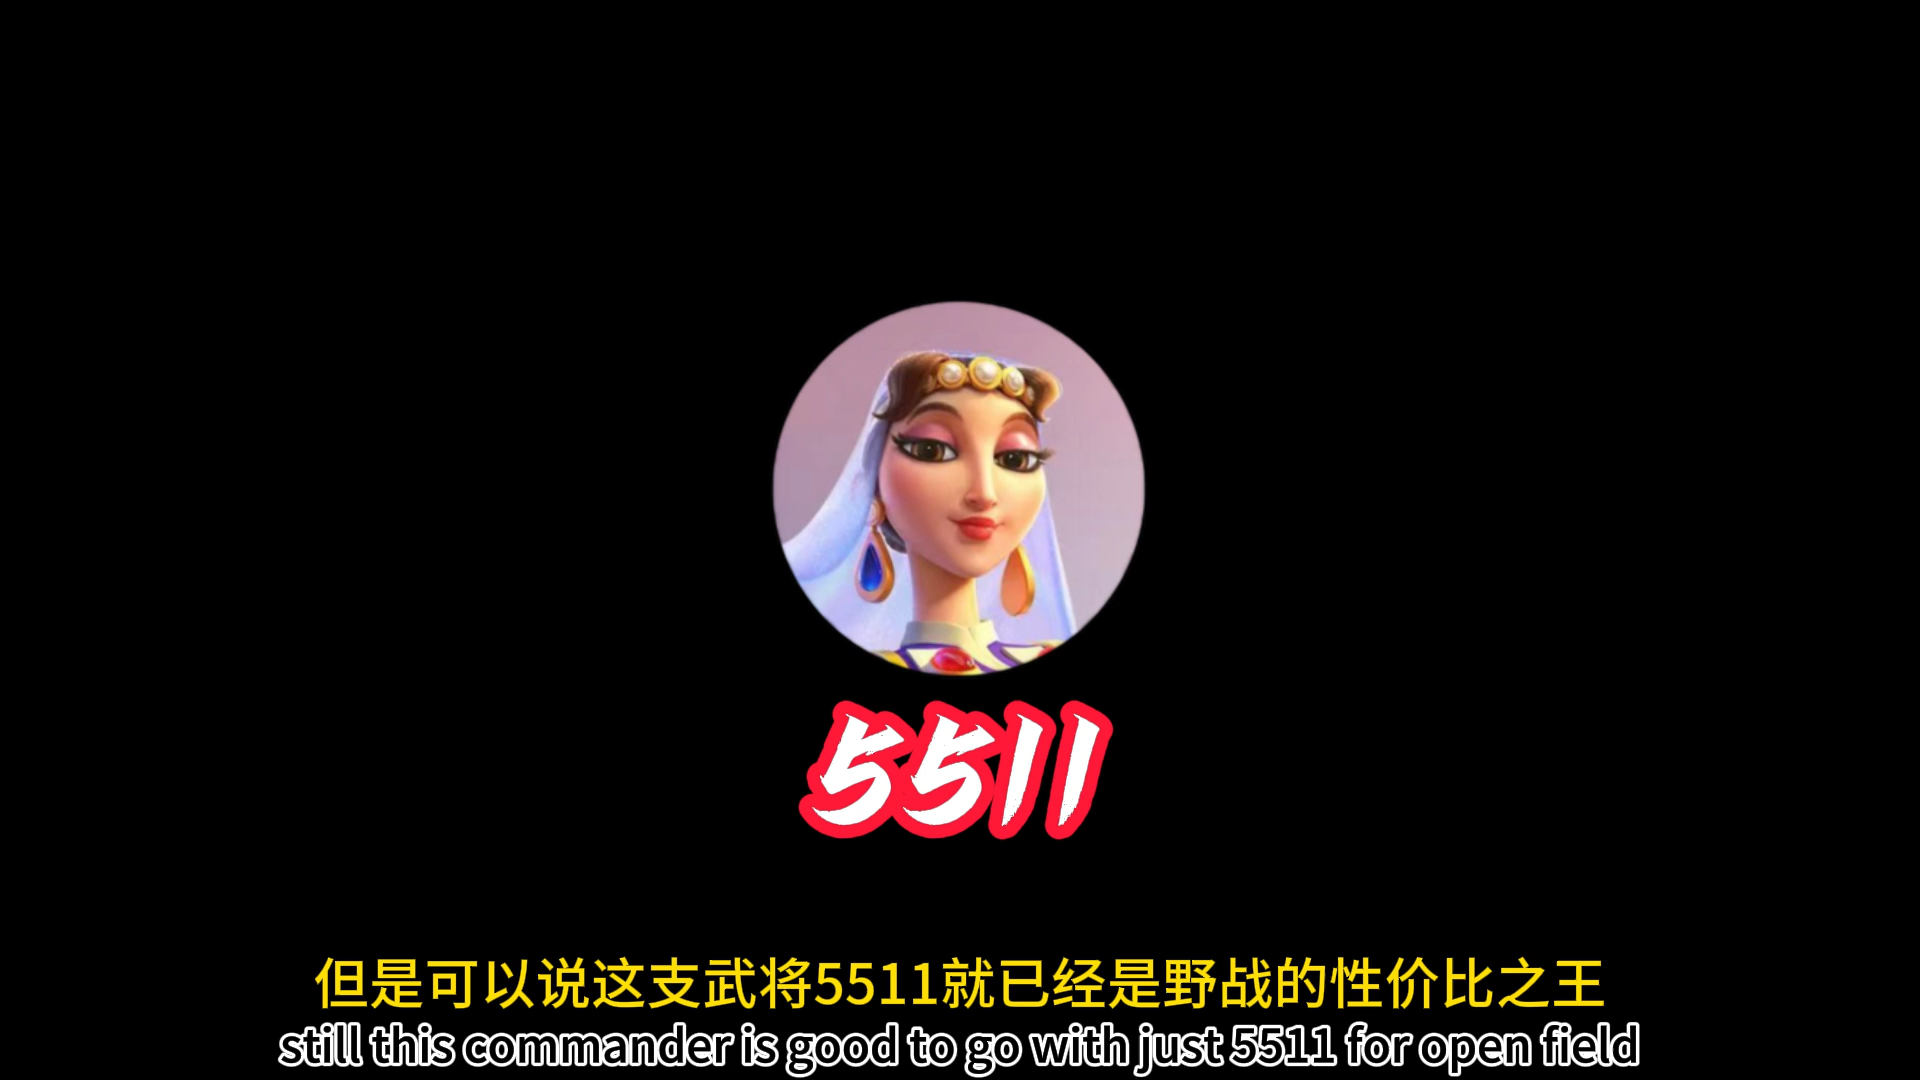 5511
但是可以说这支武将5511就已经是野战的性价比之王
still this commander is good to go with just 5511 for open field